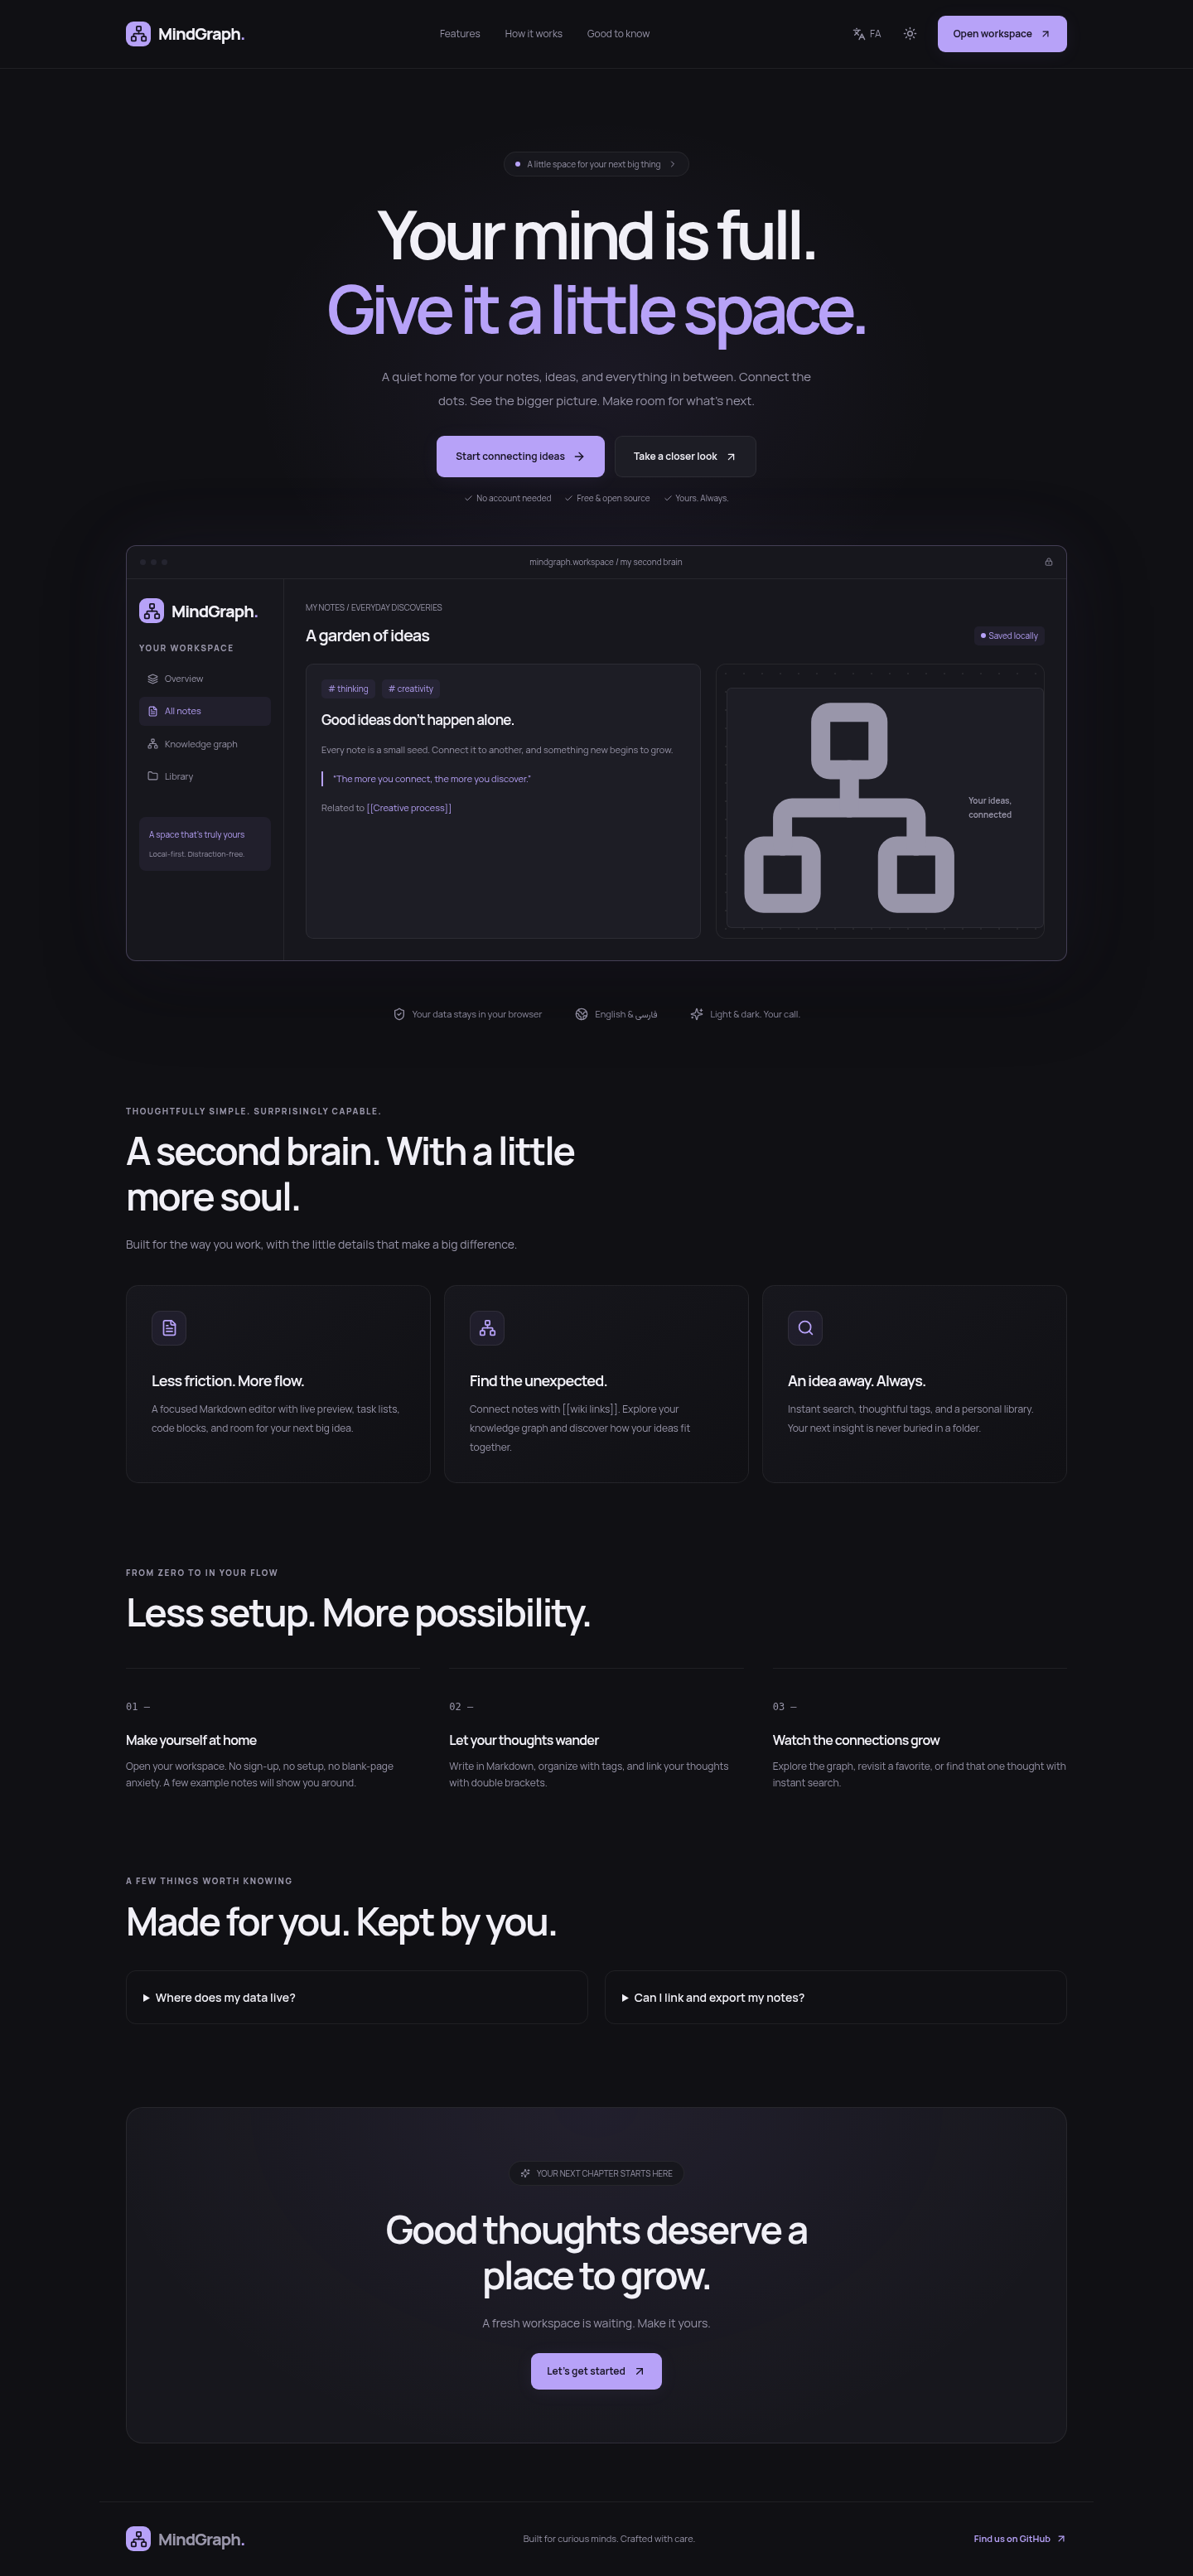 MindGraph.
Features
How it works
Good to know
FA
Open workspace
A little space for your next big thing
Your mind is full.
Give it a little space.
A quiet home for your notes, ideas, and everything in between. Connect the
dots. See the bigger picture. Make room for what's next.
Start connecting ideas
Take a closer look
No account needed
Free & open source
Yours. Always.
mindgraph.workspace / my second brain
MindGraph.
YOUR WORKSPACE
Overview
All notes
Knowledge graph
Library
A space that's truly yours
Local-first. Distraction-free.
MY NOTES / EVERYDAY DISCOVERIES
A garden of ideas
Saved locally
# thinking
# creativity
Good ideas don't happen alone.
Every note is a small seed. Connect it to another, and something new begins to grow.
"The more you connect, the more you discover."
Related to [[Creative process]]
Your ideas,
connected
Your data stays in your browser
English & فارسی
Light & dark. Your call.
THOUGHTFULLY SIMPLE. SURPRISINGLY CAPABLE.
A second brain. With a little
more soul.
Built for the way you work, with the little details that make a big difference.
Less friction. More flow.
A focused Markdown editor with live preview, task lists,
code blocks, and room for your next big idea.
Find the unexpected.
Connect notes with [[wiki links]]. Explore your
knowledge graph and discover how your ideas fit
together.
An idea away. Always.
Instant search, thoughtful tags, and a personal library.
Your next insight is never buried in a folder.
FROM ZERO TO IN YOUR FLOW
Less setup. More possibility.
01 —
Make yourself at home
Open your workspace. No sign-up, no setup, no blank-page
anxiety. A few example notes will show you around.
02 —
Let your thoughts wander
Write in Markdown, organize with tags, and link your thoughts
with double brackets.
03 —
Watch the connections grow
Explore the graph, revisit a favorite, or find that one thought with
instant search.
A FEW THINGS WORTH KNOWING
Made for you. Kept by you.
Where does my data live?
Can I link and export my notes?
YOUR NEXT CHAPTER STARTS HERE
Good thoughts deserve a
place to grow.
A fresh workspace is waiting. Make it yours.
Let's get started
MindGraph.
Built for curious minds. Crafted with care.
Find us on GitHub